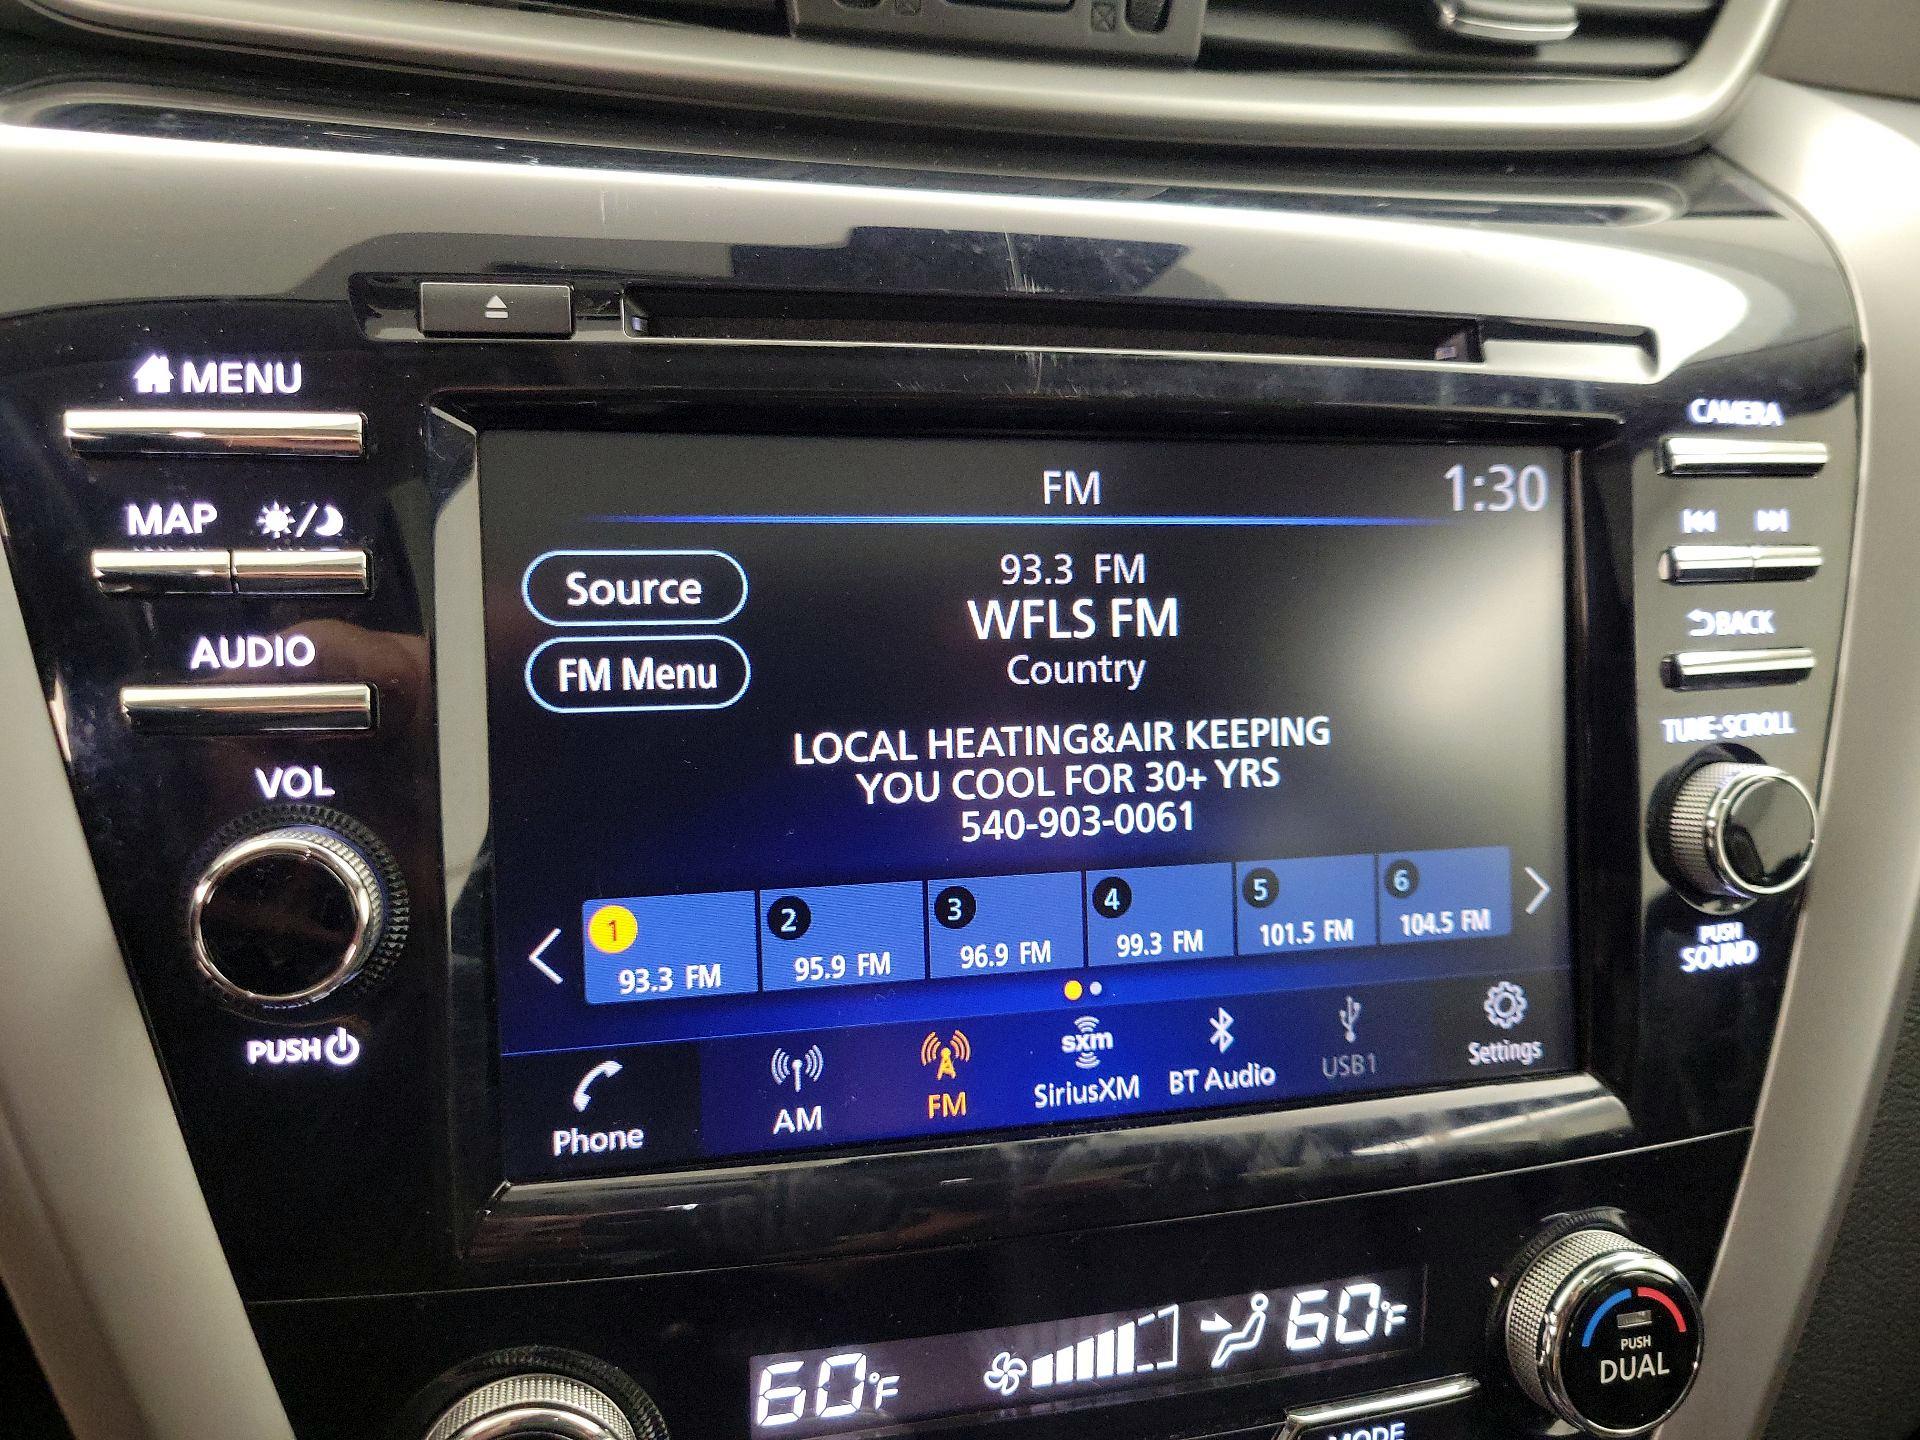 MENU
MAP
AUDIO
VOL
PUSH
FM
1:30
Source
FM Menu
93.3 FM
WFLS FM
Country
LOCAL HEATING&AIR KEEPING
YOU COOL FOR 30+ YRS
540-903-0061
1
93.3 FM
2
95.9 FM
3
96.9 FM
4
99.3 FM
5
101.5 FM
6
104.5 FM
Phone
AM
FM
sxm
SiriusXM
BT Audio
USB1
Settings
CAMERA
BACK
TUNE-SCROLL
PUSH
SOUND
60°F
60°F
PUSH
DUAL
MODE